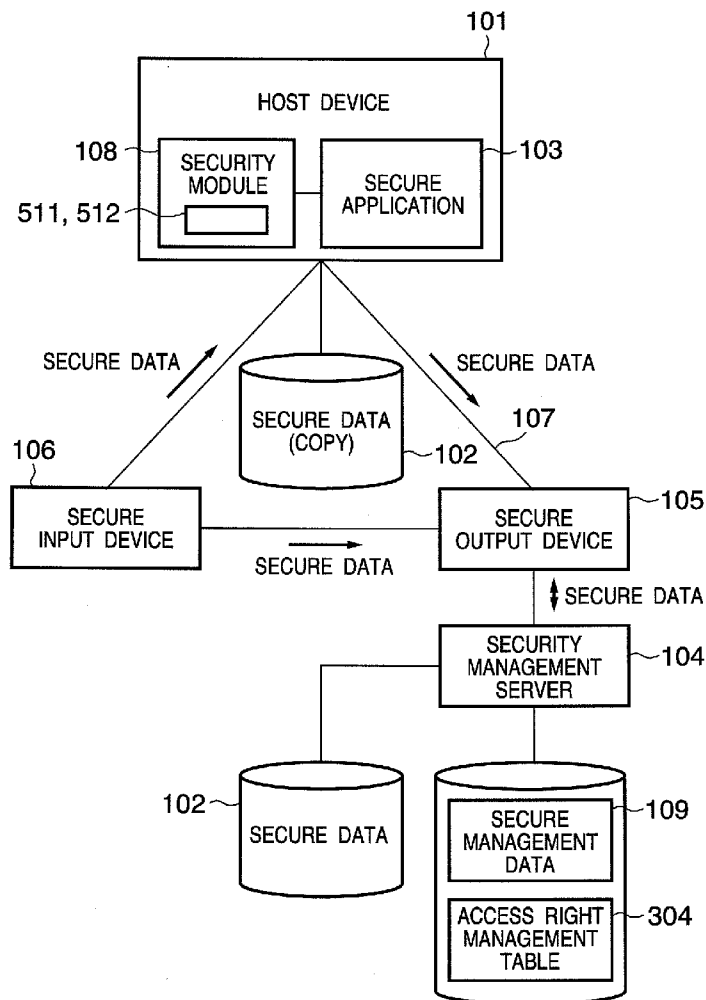 101
HOST DEVICE
108
SECURITY
MODULE
103
SECURE
APPLICATION
511, 512
SECURE DATA
SECURE DATA
SECURE DATA
(COPY)
102
107
106
SECURE
INPUT DEVICE
105
SECURE
OUTPUT DEVICE
SECURE DATA
SECURE DATA
SECURITY
MANAGEMENT
SERVER
104
102
SECURE DATA
109
SECURE
MANAGEMENT
DATA
304
ACCESS RIGHT
MANAGEMENT
TABLE